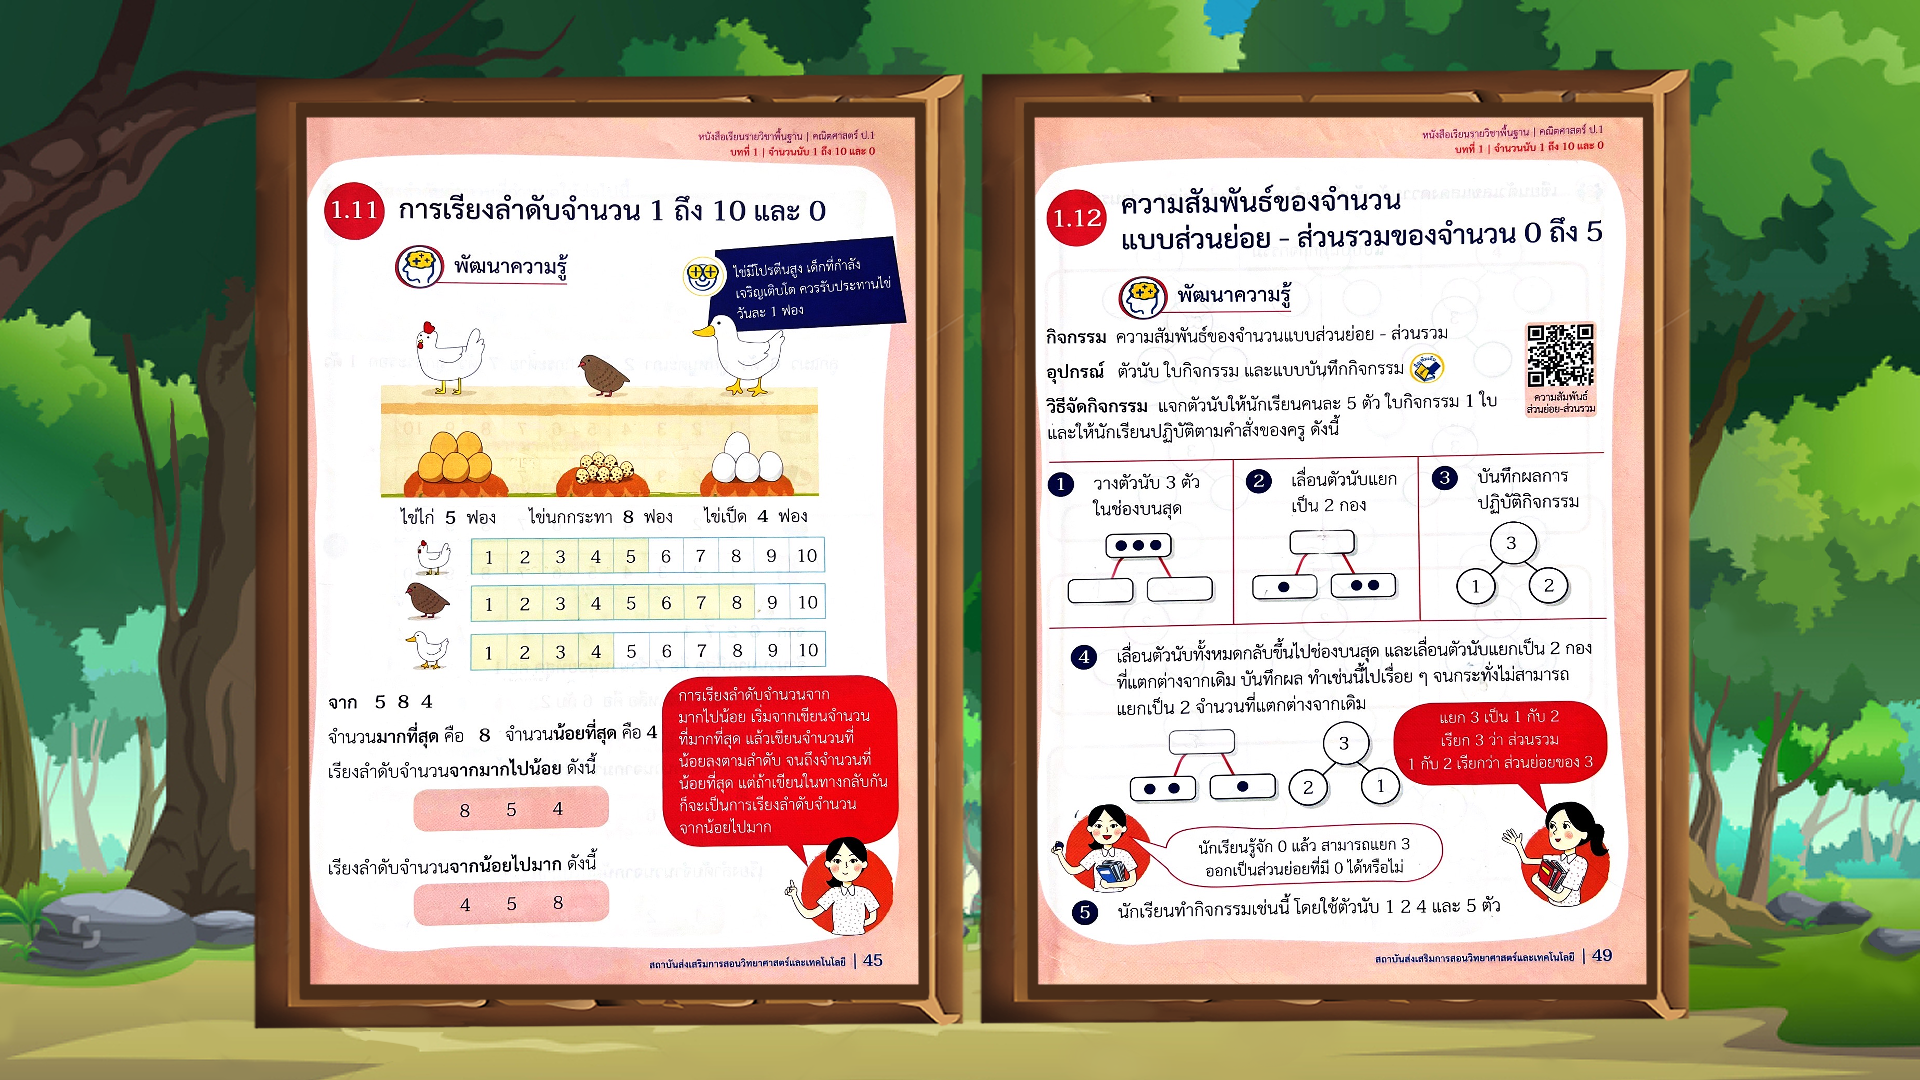 หนังสือเรียนรายวิชาพื้นฐาน | คณิตศาสตร์ ป.1
บทที่ 1 | จำนวนนับ 1 ถึง 10 และ 0
1.11 การเรียงลำดับจำนวน 1 ถึง 10 และ 0
พัฒนาความรู้
ไข่มีโปรตีนสูง เด็กที่กำลัง
เจริญเติบโต ควรรับประทานไข่
วันละ 1 ฟอง
ไข่ไก่ 5 ฟอง ไข่นกกระทา 8 ฟอง ไข่เป็ด 4 ฟอง
1 2 3 4 5 6 7 8 9 10
1 2 3 4 5 6 7 8 9 10
1 2 3 4 5 6 7 8 9 10
จาก 5 8 4
จำนวนมากที่สุด คือ 8 จำนวนน้อยที่สุด คือ 4
เรียงลำดับจำนวนจากมากไปน้อย ดังนี้
8 5 4
เรียงลำดับจำนวนจากน้อยไปมาก ดังนี้
4 5 8
การเรียงลำดับจำนวนจาก
มากไปน้อย เริ่มจากเขียนจำนวน
ที่มากที่สุด แล้วเขียนจำนวนที่
น้อยลงตามลำดับ จนถึงจำนวนที่
น้อยที่สุด แต่ถ้าเขียนในทางกลับกัน
ก็จะเป็นการเรียงลำดับจำนวน
จากน้อยไปมาก
สถาบันส่งเสริมการสอนวิทยาศาสตร์และเทคโนโลยี | 45
หนังสือเรียนรายวิชาพื้นฐาน | คณิตศาสตร์ ป.1
บทที่ 1 | จำนวนนับ 1 ถึง 10 และ 0
1.12 ความสัมพันธ์ของจำนวน
แบบส่วนย่อย - ส่วนรวมของจำนวน 0 ถึง 5
พัฒนาความรู้
กิจกรรม ความสัมพันธ์ของจำนวนแบบส่วนย่อย - ส่วนรวม
อุปกรณ์ ตัวนับ ใบกิจกรรม และแบบบันทึกกิจกรรม
วิธีจัดกิจกรรม แจกตัวนับให้นักเรียนคนละ 5 ตัว ใบกิจกรรม 1 ใบ
และให้นักเรียนปฏิบัติตามคำสั่งของครู ดังนี้
ความสัมพันธ์
ส่วนย่อย-ส่วนรวม
1 วางตัวนับ 3 ตัว
ในช่องบนสุด
2 เลื่อนตัวนับแยก
เป็น 2 กอง
3 บันทึกผลการ
ปฏิบัติกิจกรรม
3
1 2
4 เลื่อนตัวนับทั้งหมดกลับขึ้นไปช่องบนสุด และเลื่อนตัวนับแยกเป็น 2 กอง
ที่แตกต่างจากเดิม บันทึกผล ทำเช่นนี้ไปเรื่อย ๆ จนกระทั่งไม่สามารถ
แยกเป็น 2 จำนวนที่แตกต่างจากเดิม
3
2 1
แยก 3 เป็น 1 กับ 2
เรียก 3 ว่า ส่วนรวม
1 กับ 2 เรียกว่า ส่วนย่อยของ 3
นักเรียนรู้จัก 0 แล้ว สามารถแยก 3
ออกเป็นส่วนย่อยที่มี 0 ได้หรือไม่
5 นักเรียนทำกิจกรรมเช่นนี้ โดยใช้ตัวนับ 1 2 4 และ 5 ตัว
สถาบันส่งเสริมการสอนวิทยาศาสตร์และเทคโนโลยี | 49